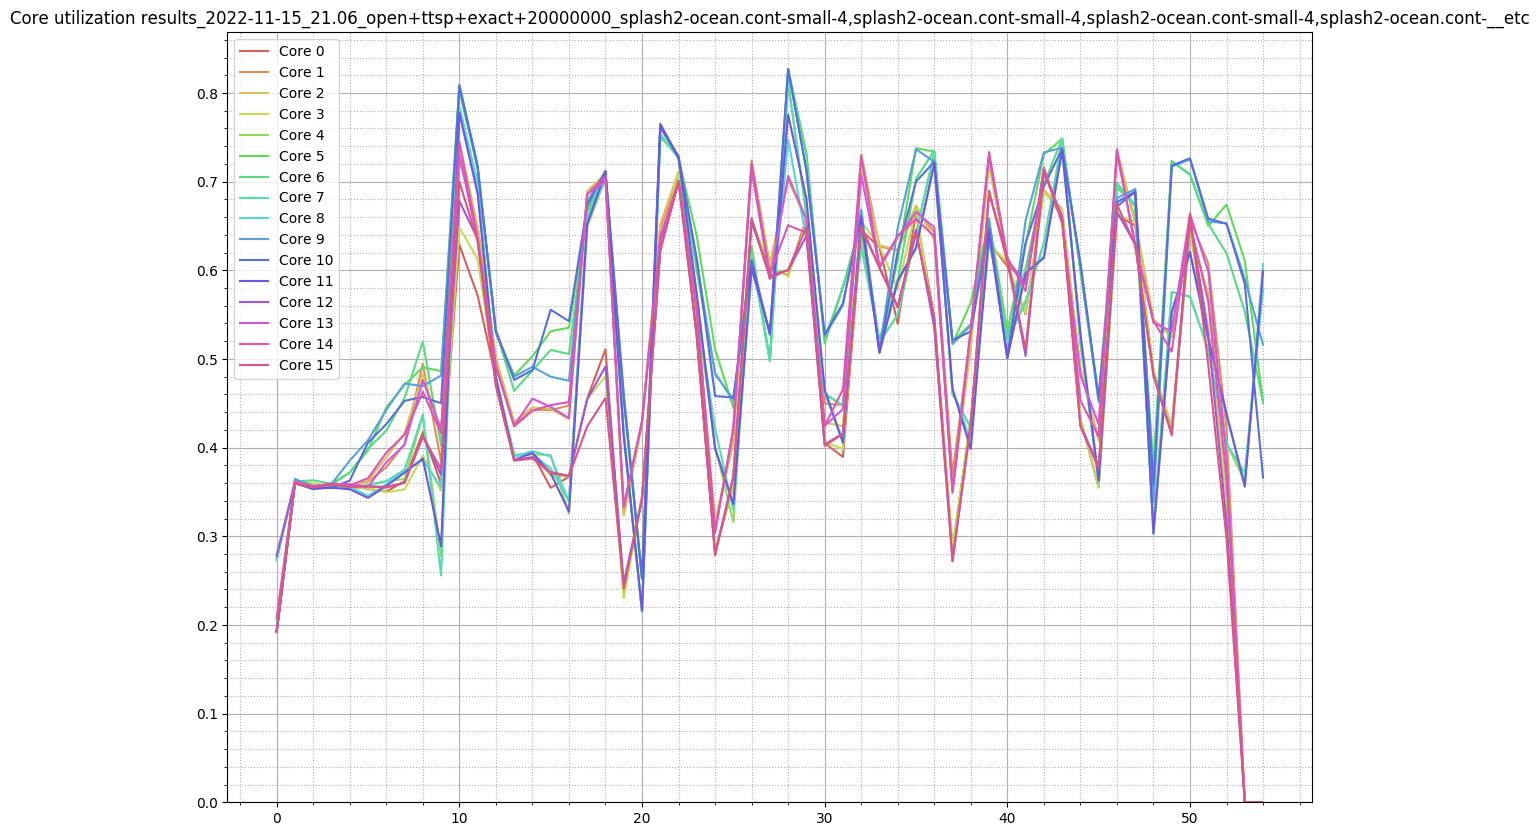 Core utilization results_2022-11-15_21.06_open+ttsp+exact+20000000_splash2-ocean.cont-small-4,splash2-ocean.cont-small-4,splash2-ocean.cont-small-4,splash2-ocean.cont-__etc
Core 0
Core 1
Core 2
Core 3
Core 4
Core 5
Core 6
Core 7
Core 8
Core 9
Core 10
Core 11
Core 12
Core 13
Core 14
Core 15
0.8
0.7
0.6
0.5
0.4
0.3
0.2
0.1
0.0
0 10 20 30 40 50